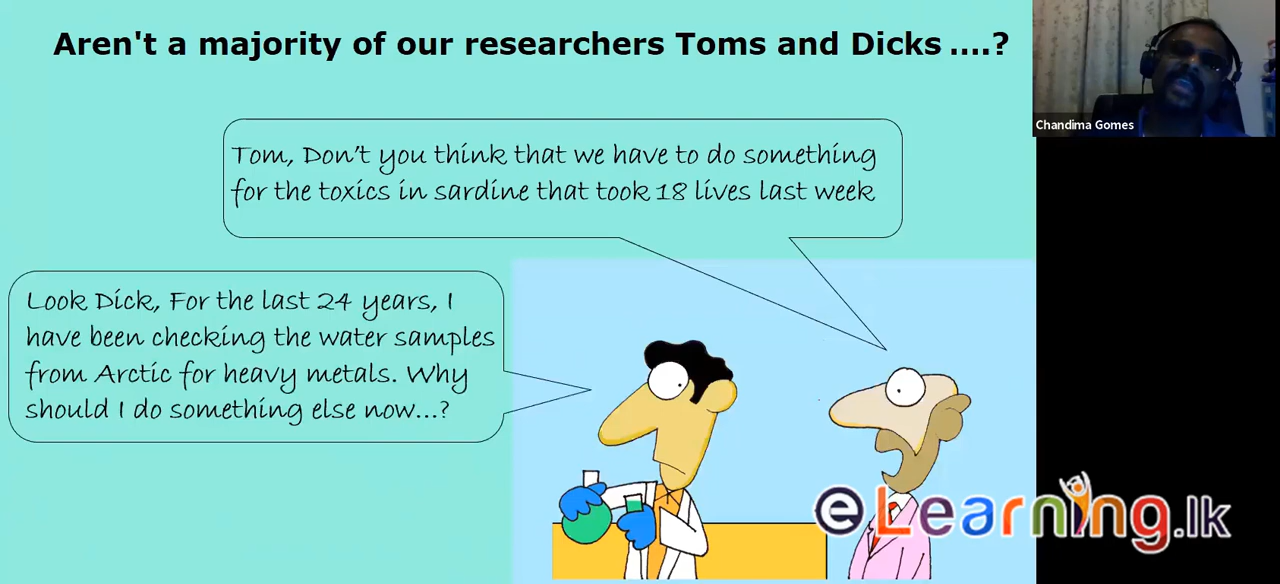 Aren't a majority of our researchers Toms and Dicks ....?
Chandima Gomes
Tom, Don't you think that we have to do something
for the toxics in sardine that took 18 lives last week
Look Dick, For the last 24 years, I
have been checking the water samples
from Arctic for heavy metals. Why
should I do something else now...?
eLearning.lk